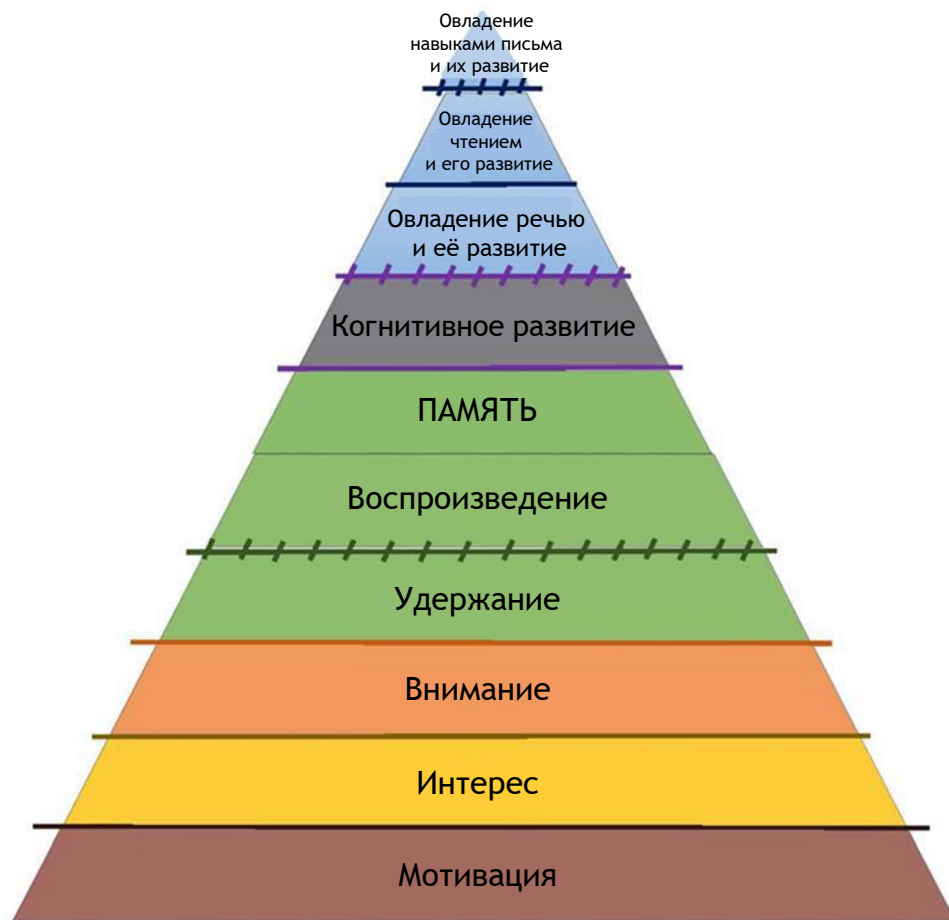 Овладение
навыками письма
и их развитие
Овладение
чтением
и его развитие
Овладение речью
и её развитие
Когнитивное развитие
ПАМЯТЬ
Воспроизведение
Удержание
Внимание
Интерес
Мотивация